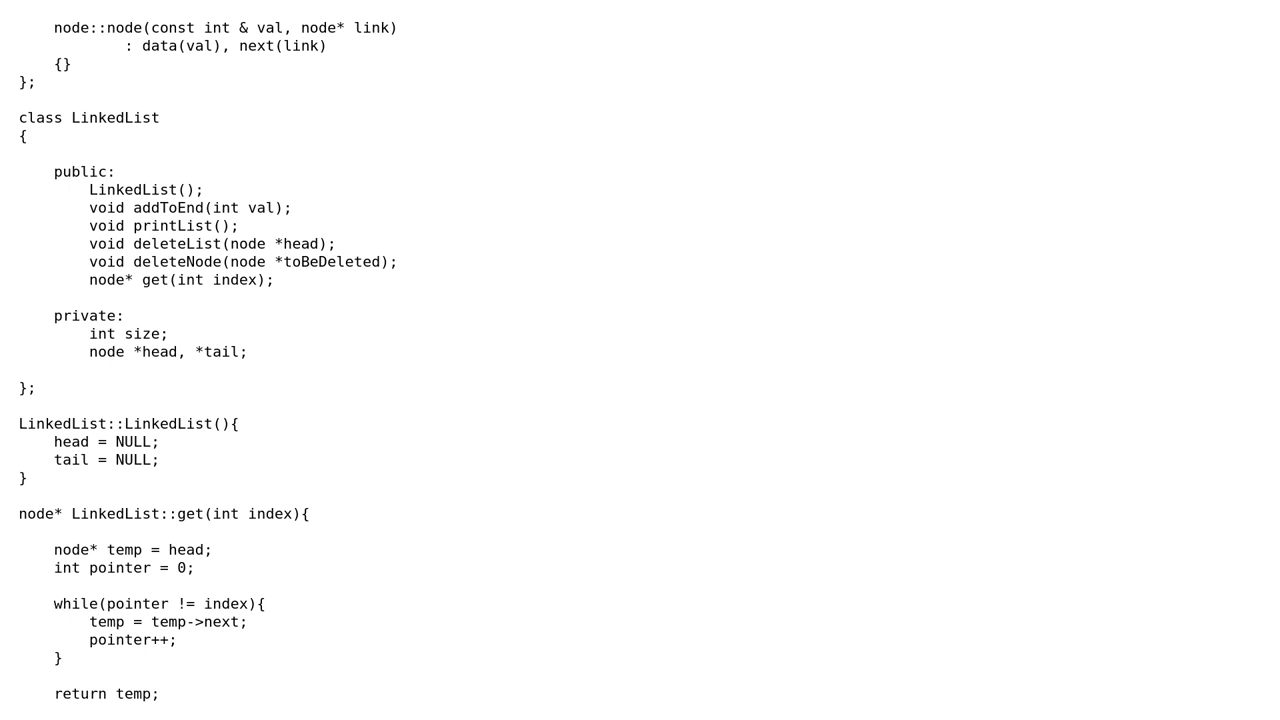 node::node(const int & val, node* link)
            : data(val), next(link)
    {}
};

class LinkedList
{

    public:
        LinkedList();
        void addToEnd(int val);
        void printList();
        void deleteList(node *head);
        void deleteNode(node *toBeDeleted);
        node* get(int index);

    private:
        int size;
        node *head, *tail;

};

LinkedList::LinkedList(){
    head = NULL;
    tail = NULL;
}

node* LinkedList::get(int index){

    node* temp = head;
    int pointer = 0;

    while(pointer != index){
        temp = temp->next;
        pointer++;
    }

    return temp;